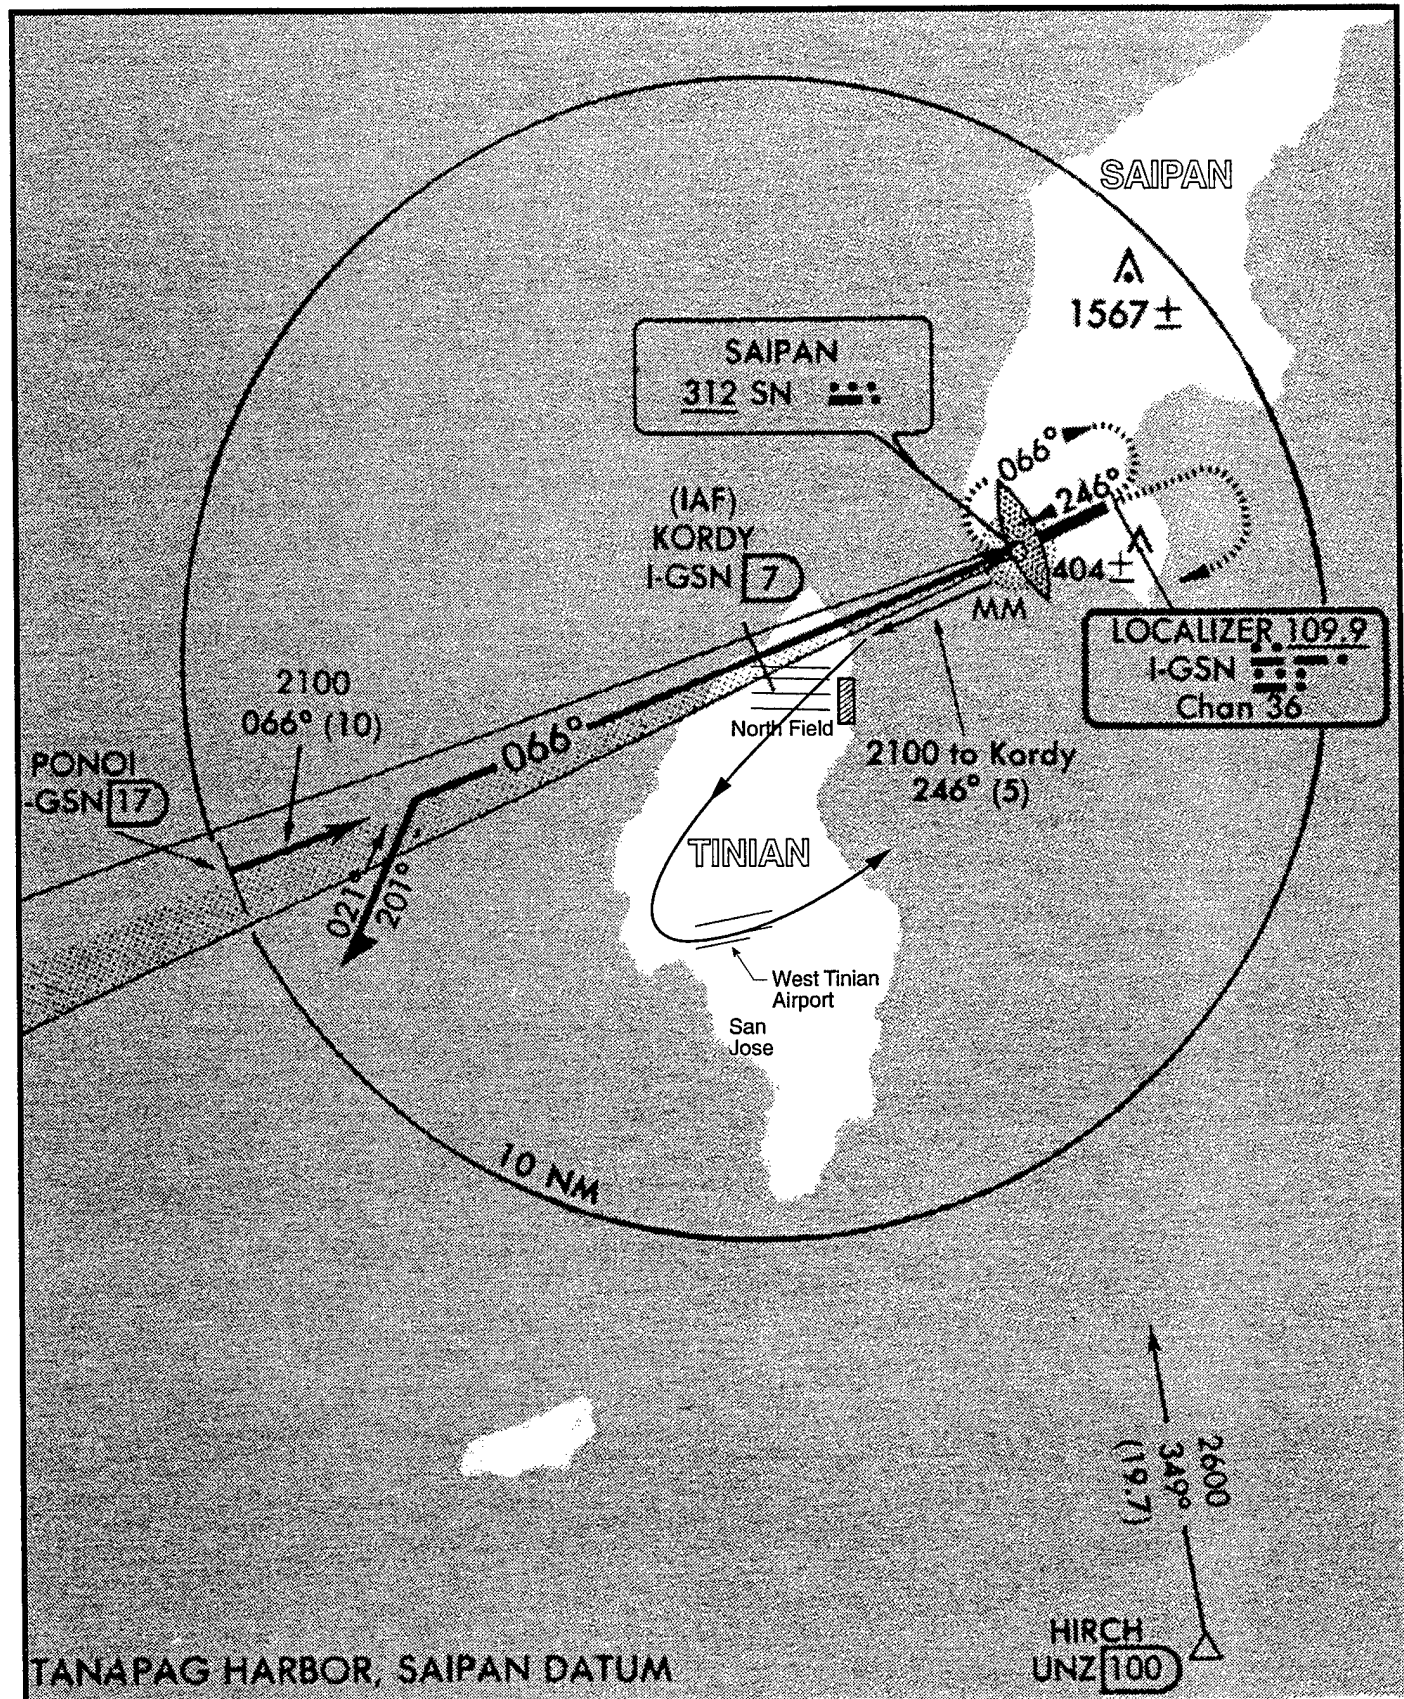 SAIPAN
1567±
SAIPAN
312 SN
066°
246°
(IAF)
KORDY
I-GSN 7
404±
MM
LOCALIZER 109.9
I-GSN
Chan 36
2100
066° (10)
066°
North Field
2100 to Kordy
246° (5)
PONOI
-GSN 17
TINIAN
021°
201°
West Tinian
Airport
San
Jose
10 NM
2600
349°
(19.7)
HIRCH
UNZ 100
TANAPAG HARBOR, SAIPAN DATUM